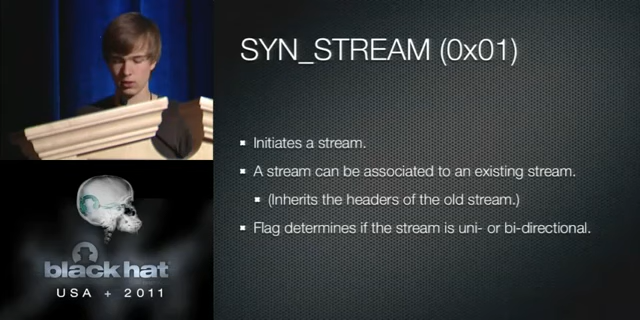 SYN_STREAM (0x01)
Initiates a stream.
A stream can be associated to an existing stream.
(Inherits the headers of the old stream.)
Flag determines if the stream is uni- or bi-directional.
black hat
USA + 2011